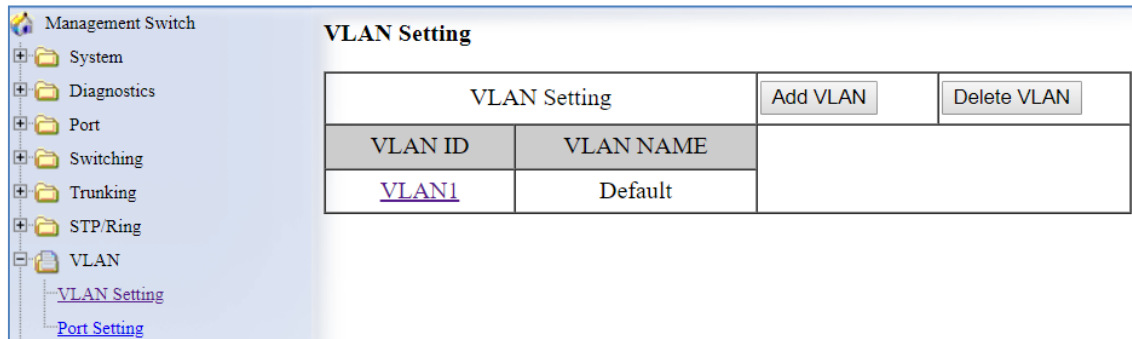 Management Switch
System
Diagnostics
Port
Switching
Trunking
STP/Ring
VLAN
VLAN Setting
Port Setting
VLAN Setting
VLAN Setting Add VLAN Delete VLAN
VLAN ID VLAN NAME
VLAN1 Default